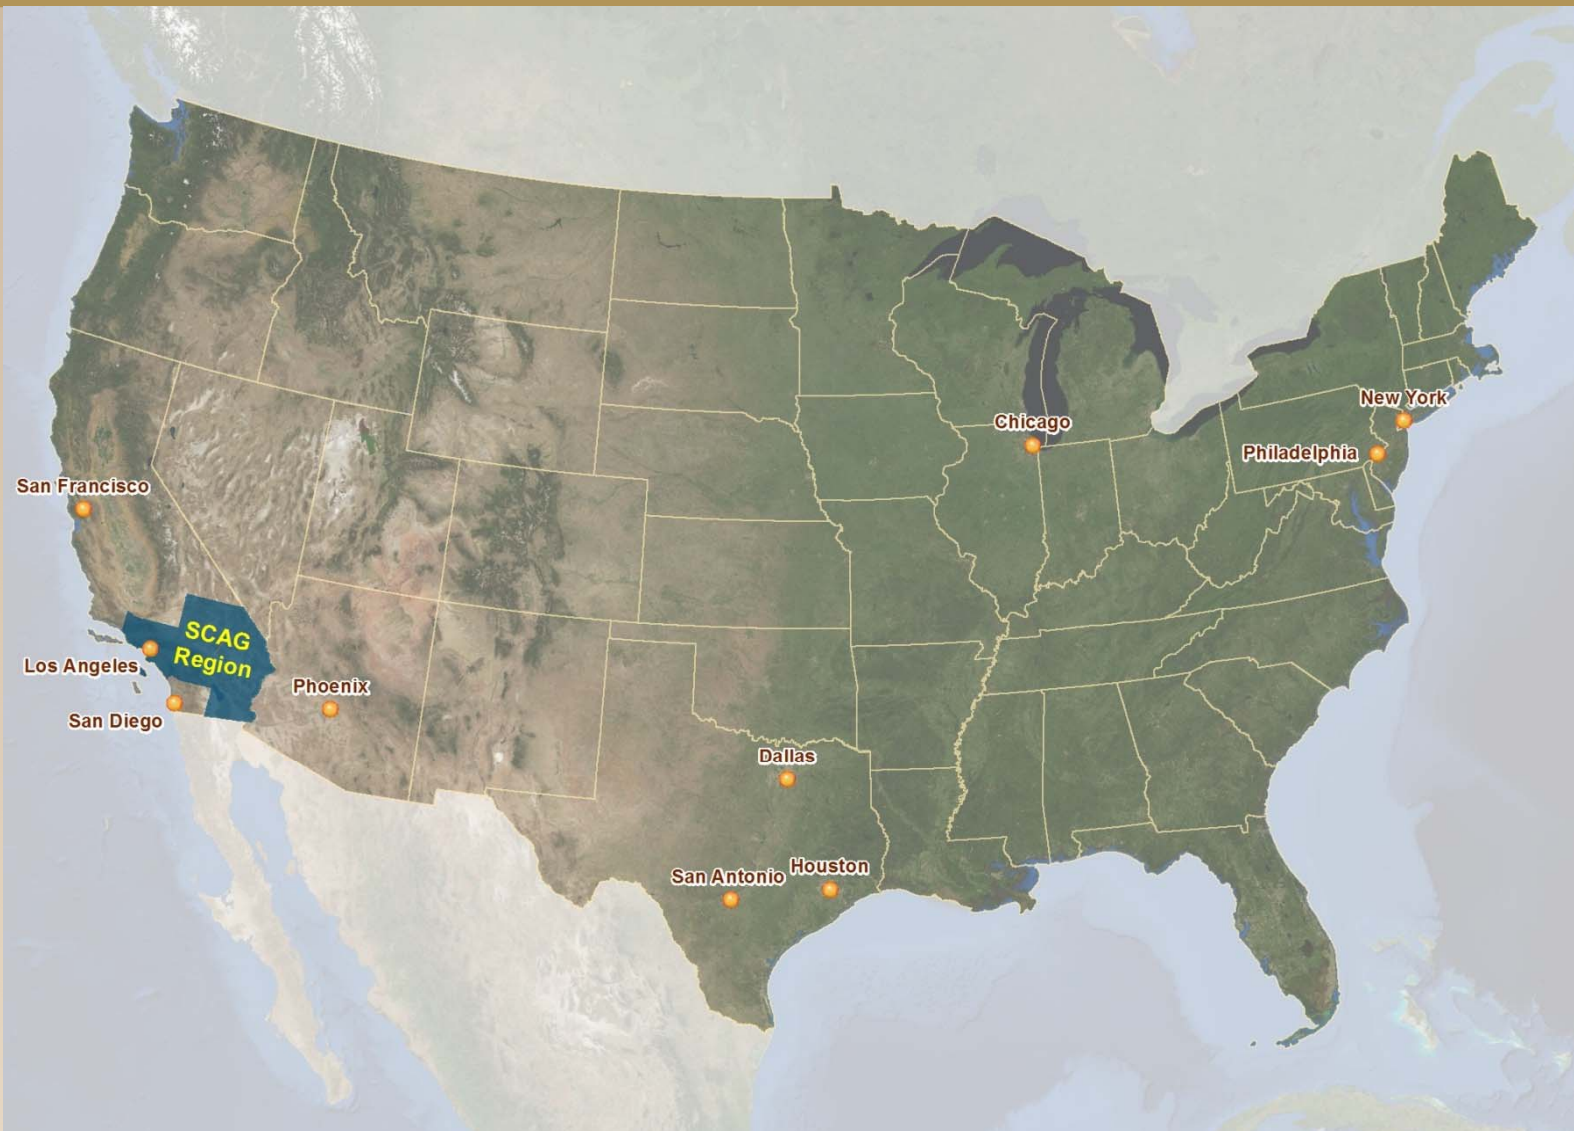 New York
Chicago
Philadelphia
San Francisco
SCAG
Region
Los Angeles
Phoenix
San Diego
Dallas
Houston
San Antonio